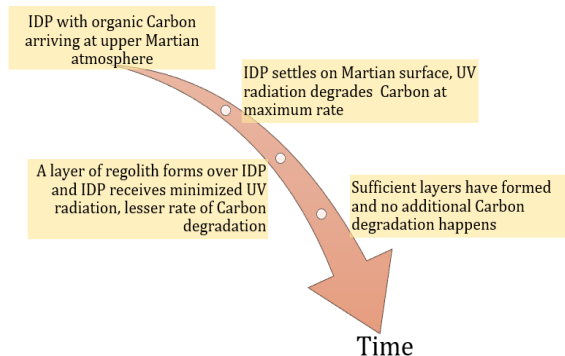 IDP with organic Carbon
arriving at upper Martian
atmosphere
IDP settles on Martian surface, UV
radiation degrades  Carbon at
maximum rate
A layer of regolith forms over IDP
and IDP receives minimized UV
radiation, lesser rate of Carbon
degradation
Sufficient layers have formed
and no additional Carbon
degradation happens
Time